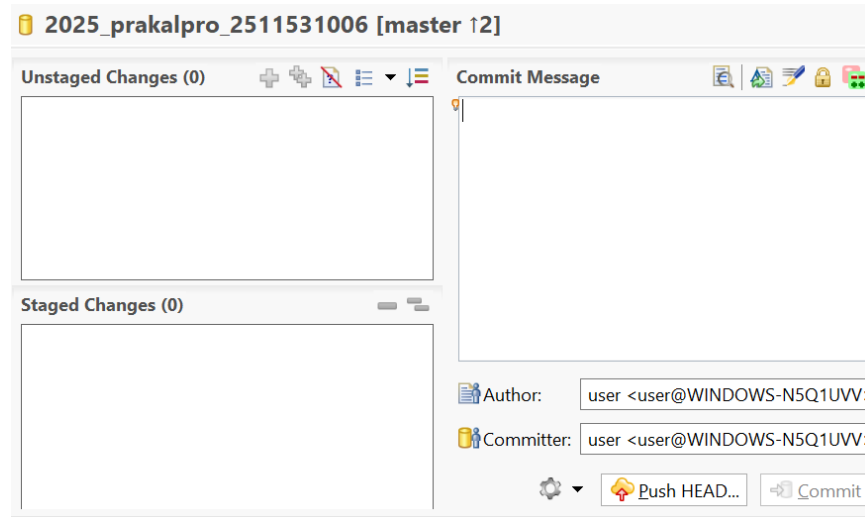 2025_prakalpro_2511531006 [master ↑2]
Unstaged Changes (0)
Commit Message
Staged Changes (0)
Author: user <user@WINDOWS-N5Q1UVV
Committer: user <user@WINDOWS-N5Q1UVV
Push HEAD... Commit